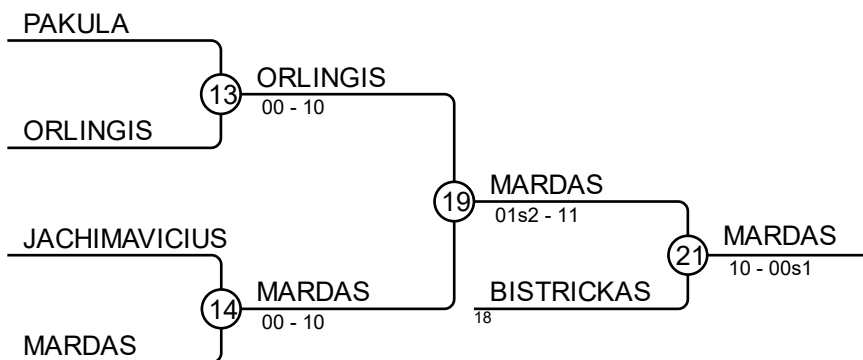 PAKULA
13
ORLINGIS
00 - 10
ORLINGIS
19
MARDAS
01s2 - 11
JACHIMAVICIUS
21
MARDAS
10 - 00s1
14
MARDAS
00 - 10
BISTRICKAS
18
MARDAS